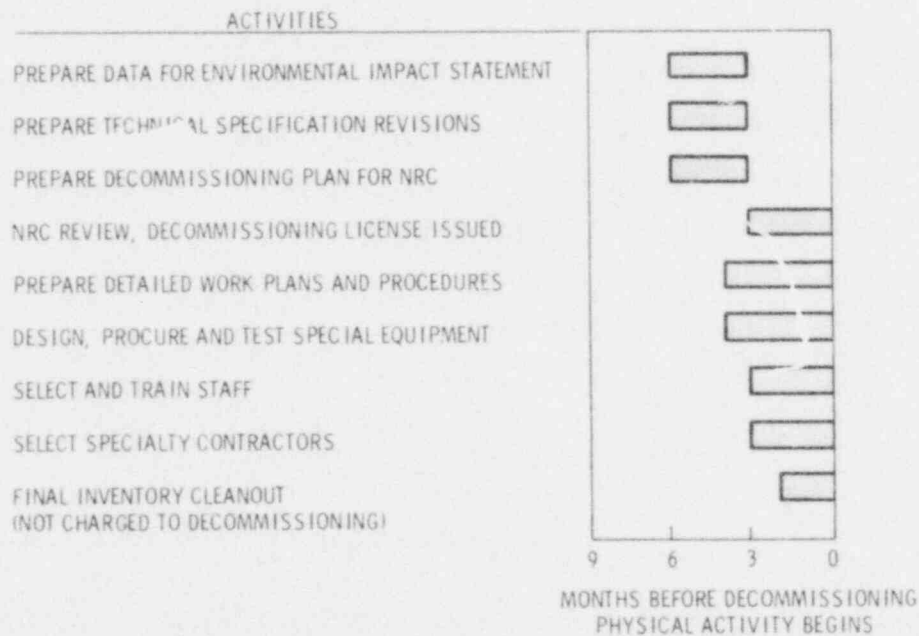 ACTIVITIES
PREPARE DATA FOR ENVIRONMENTAL IMPACT STATEMENT
PREPARE TECHNICAL SPECIFICATION REVISIONS
PREPARE DECOMMISSIONING PLAN FOR NRC
NRC REVIEW, DECOMMISSIONING LICENSE ISSUED
PREPARE DETAILED WORK PLANS AND PROCEDURES
DESIGN, PROCURE AND TEST SPECIAL EQUIPMENT
SELECT AND TRAIN STAFF
SELECT SPECIALTY CONTRACTORS
FINAL INVENTORY CLEANOUT
(NOT CHARGED TO DECOMMISSIONING)
9 6 3 0
MONTHS BEFORE DECOMMISSIONING
PHYSICAL ACTIVITY BEGINS